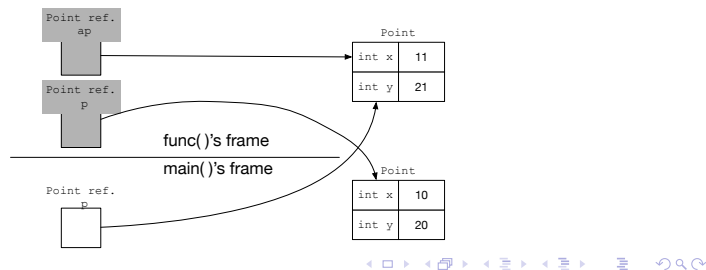 Point ref.
ap
Point
int x 11
int y 21
Point ref.
p
func()'s frame
main()'s frame
Point ref.
p
Point
int x 10
int y 20